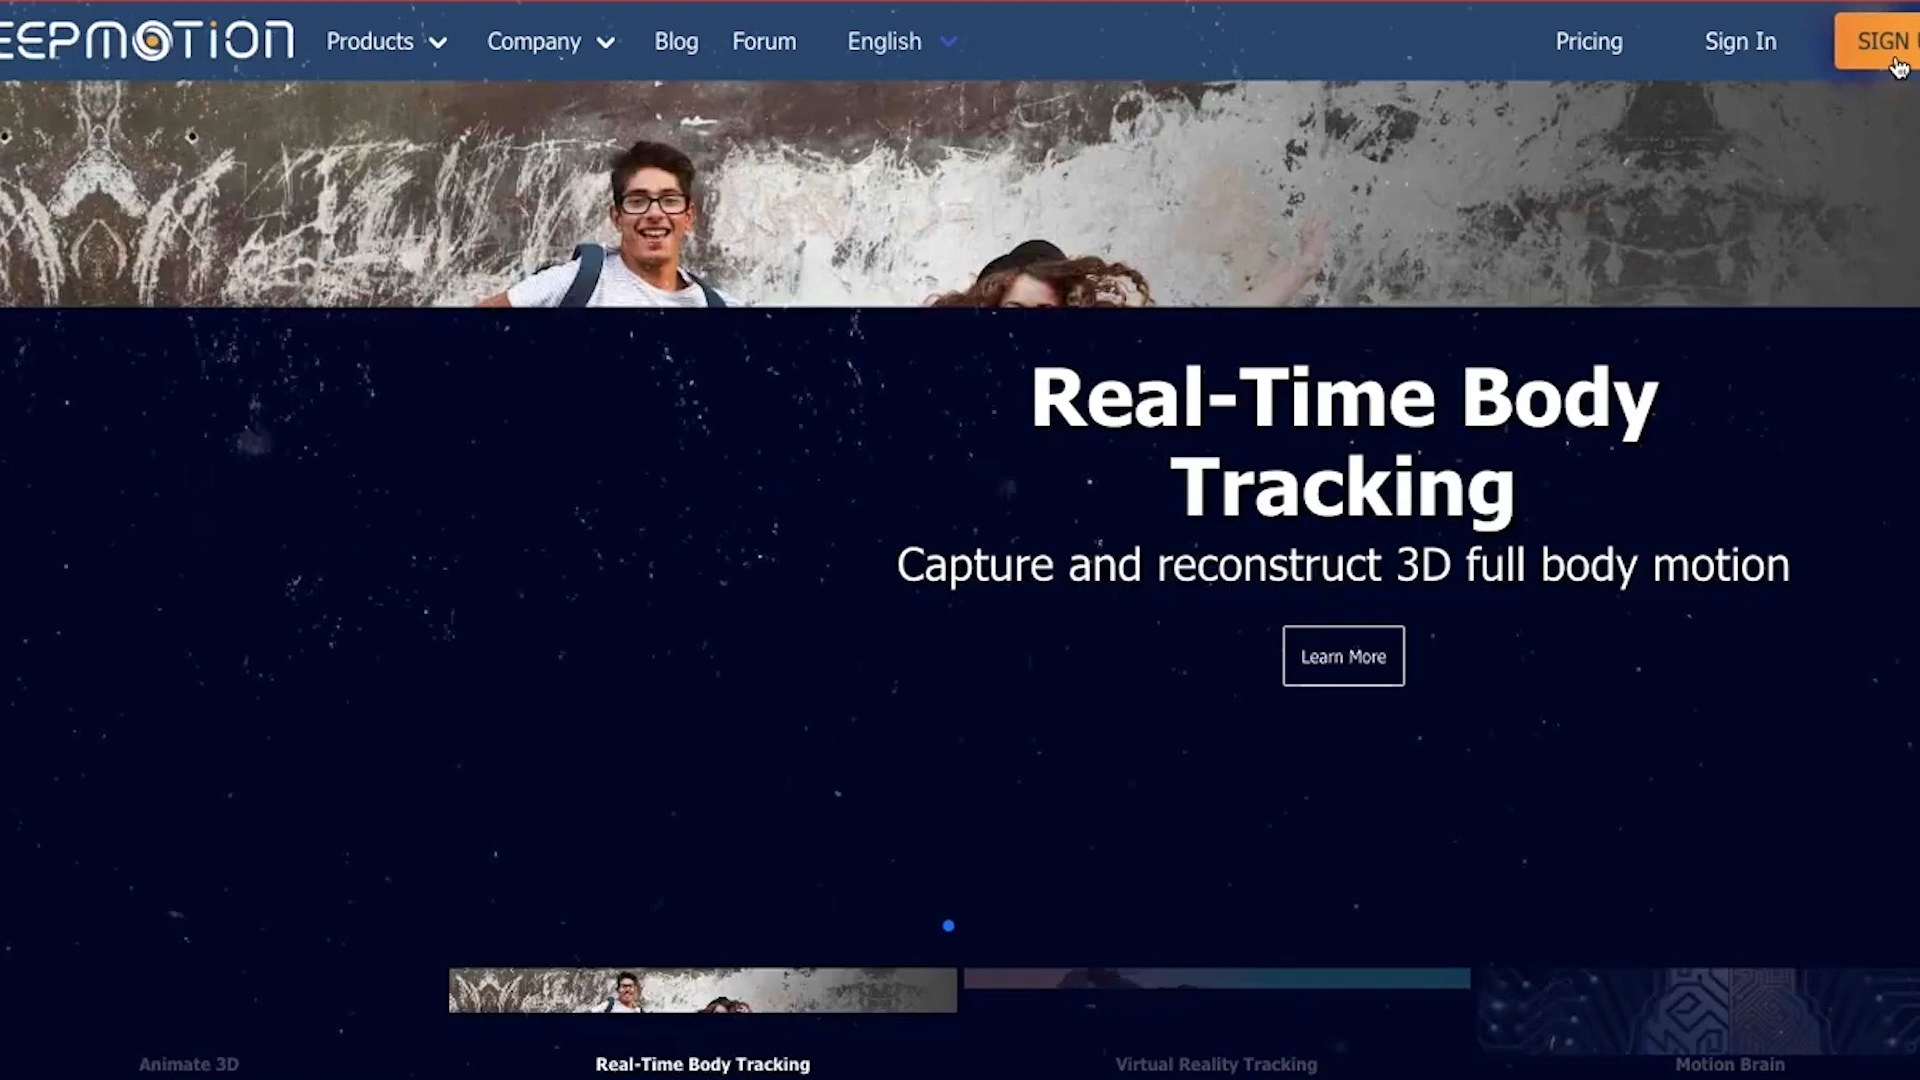 EEPMOTION Products Company Blog Forum English Pricing Sign In SIGN
Real-Time Body
Tracking
Capture and reconstruct 3D full body motion
Learn More
Animate 3D Real-Time Body Tracking Virtual Reality Tracking Motion Brain